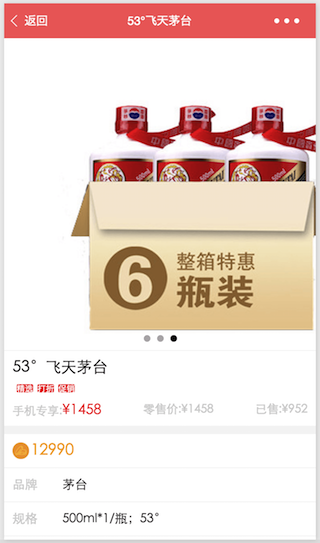 返回
53°飞天茅台
6
整箱特惠
瓶装
500ml
53° 飞天茅台
精选 打折 促销
手机专享:¥1458 零售价:¥1458 已售:¥952
12990
品牌 茅台
规格 500ml*1/瓶；53°